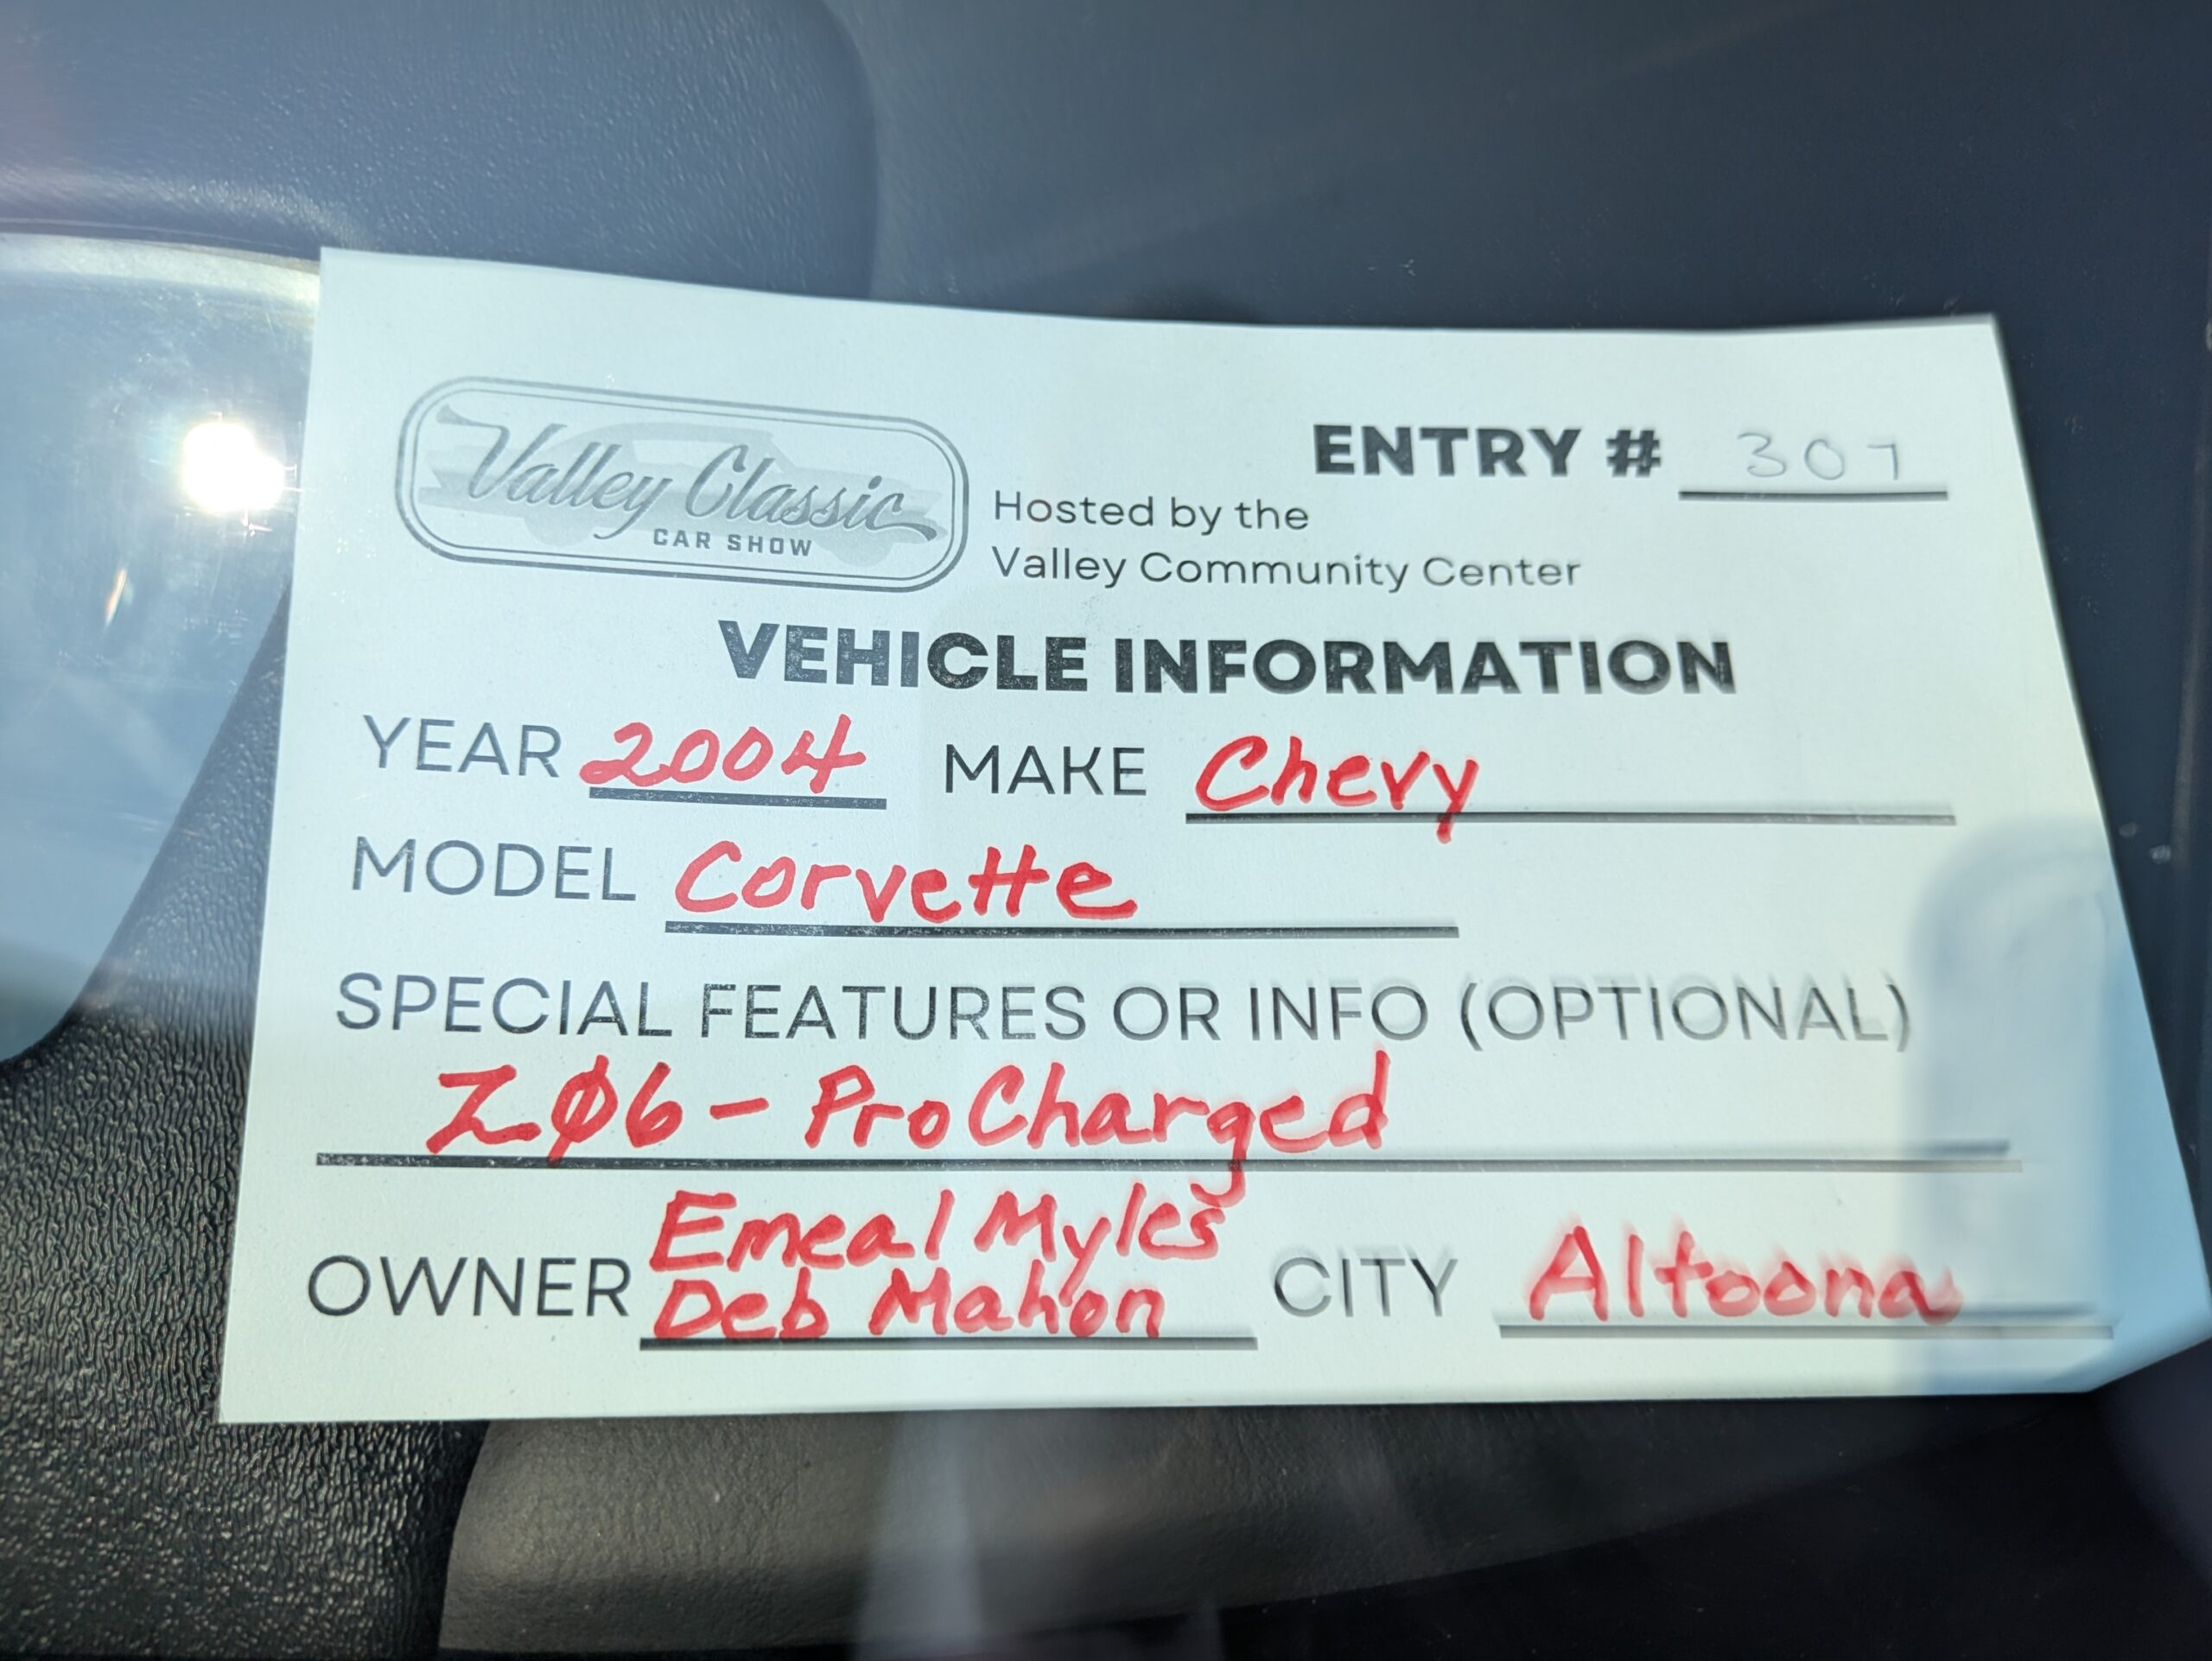 Valley Classic
CAR SHOW
ENTRY # 307
Hosted by the
Valley Community Center
VEHICLE INFORMATION
YEAR 2004 MAKE Chevy
MODEL Corvette
SPECIAL FEATURES OR INFO (OPTIONAL)
ZØ6 - ProCharged
Emeal Myles
OWNER Deb Mahon CITY Altoona